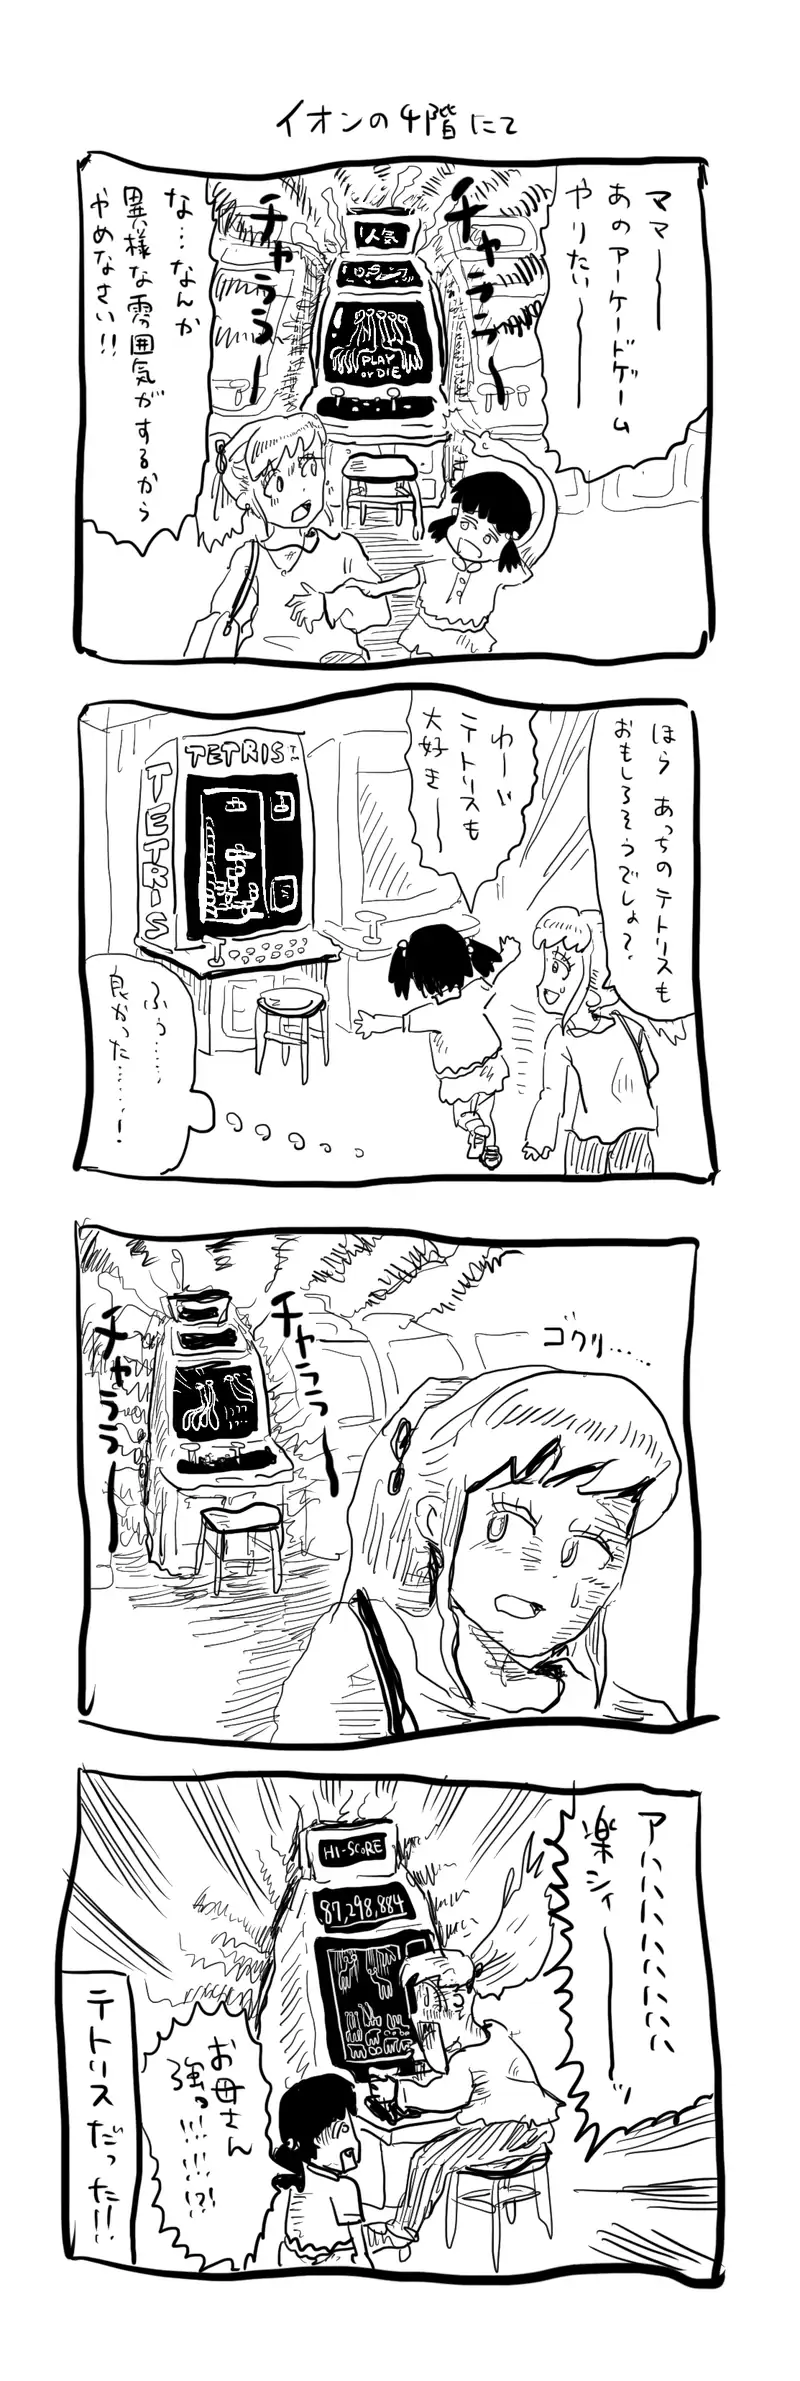 イオンの4階にて
ママーー
あのアーケードゲーム
やりたいーー
チャララー
人気
PLAY
or DIE
チャララー
な…なんか
異様な雰囲気がするから
やめなさい!!
ほら あっちのテトリスも
おもしろそうでしょ?
わーい
テトリスも
大好きー
TETRIS TM
TETRIS
ふぅ……
良かった……!
ゴクリ……
チャララー
チャララー
アハハハハハハハハ
楽シィーーッ
HI-SCORE
87,298,884
お母さん
強っ!!!!!!?!
テトリスだった!!